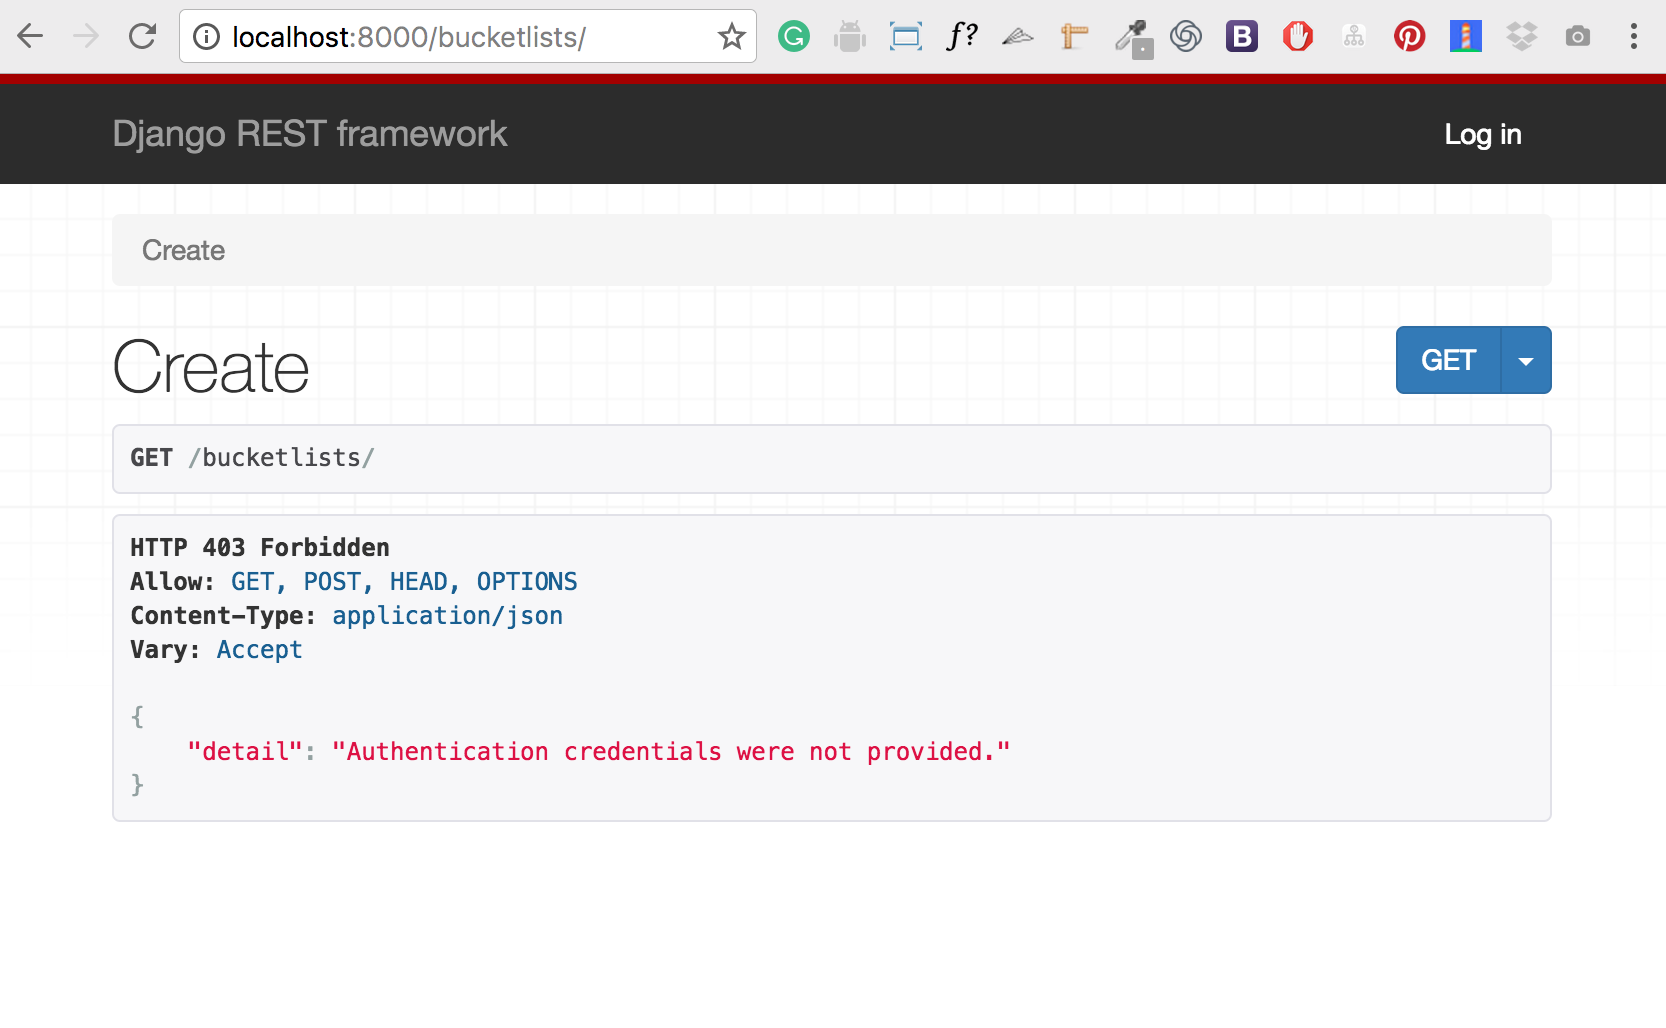 localhost:8000/bucketlists/
G
f?
B
Django REST framework
Log in
Create
Create
GET
GET /bucketlists/
HTTP 403 Forbidden
Allow: GET, POST, HEAD, OPTIONS
Content-Type: application/json
Vary: Accept
{
"detail": "Authentication credentials were not provided."
}